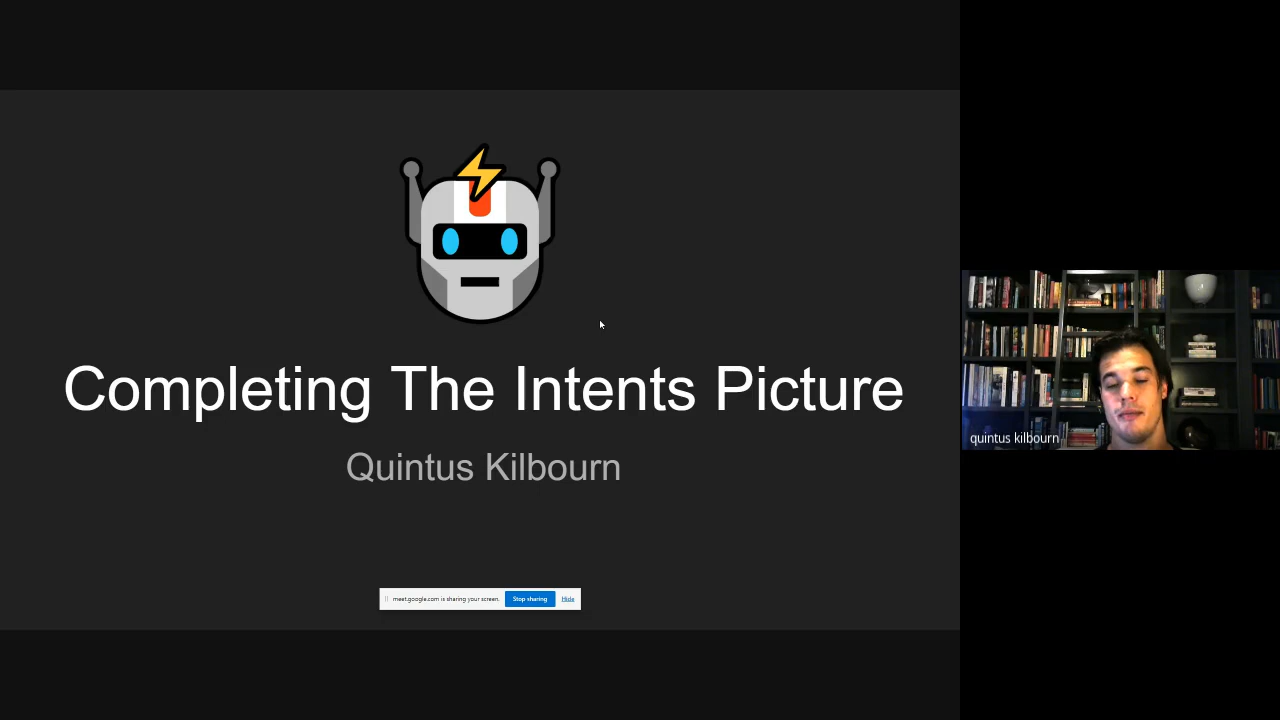 Completing The Intents Picture
Quintus Kilbourn
meet.google.com is sharing your screen.
Stop sharing
Hide
quintus kilbourn